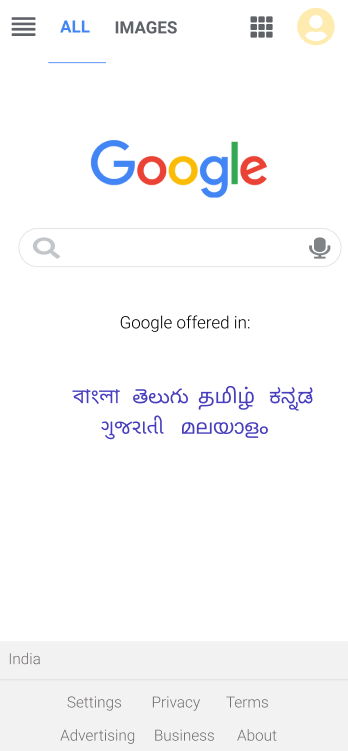 ALL IMAGES
Google
Google offered in:
বাংলা తెలుగు தமிழ் ಕನ್ನಡ
ગુજરાતી മലയാളം
India
Settings Privacy Terms
Advertising Business About